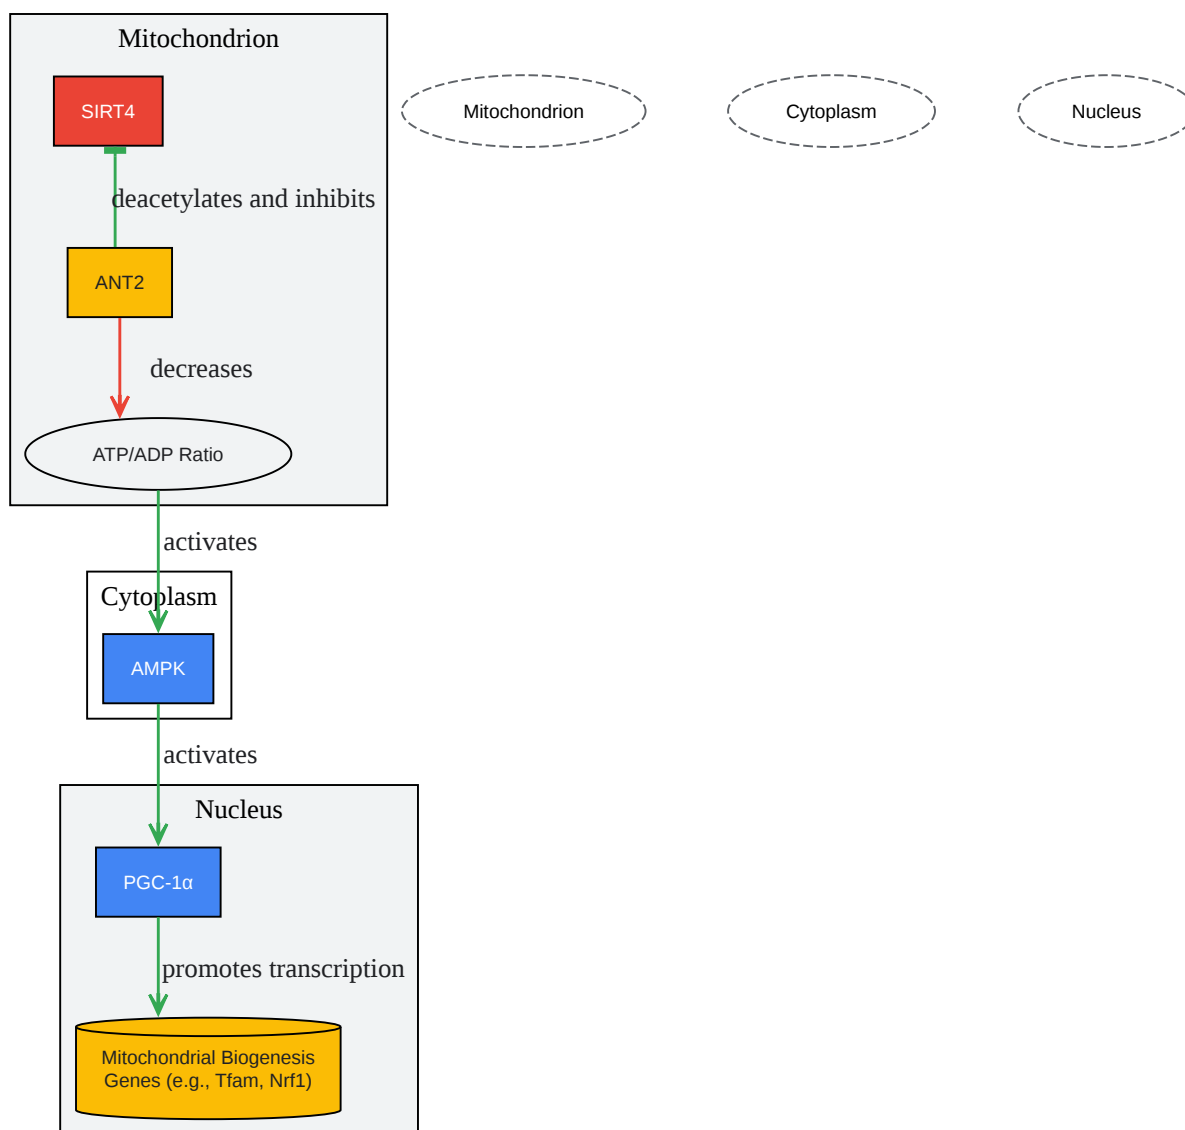 Mitochondrion
SIRT4
Mitochondrion
Cytoplasm
Nucleus
deacetylates and inhibits
ANT2
decreases
ATP/ADP Ratio
activates
Cytoplasm
AMPK
activates
Nucleus
PGC-1α
promotes transcription
Mitochondrial Biogenesis
Genes (e.g., Tfam, Nrf1)